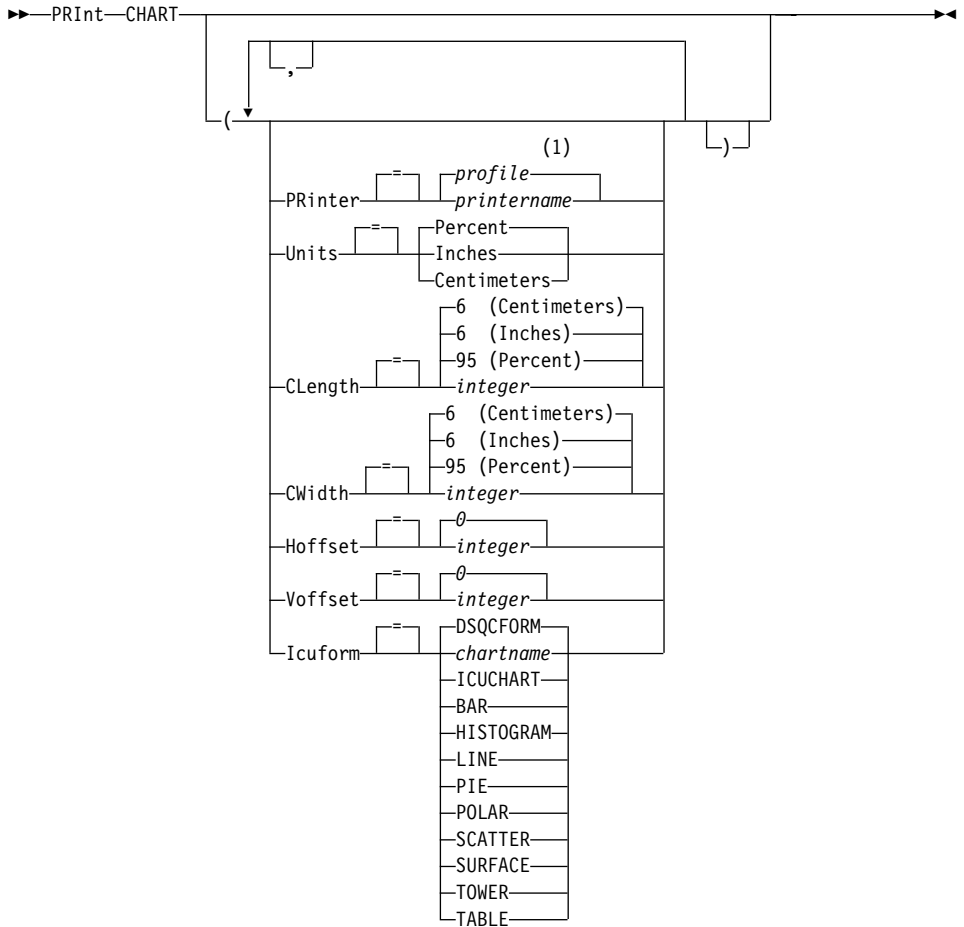 PRInt CHART
,
(
)
(1)
=
profile
PRinter
printername
=
Percent
Units
Inches
Centimeters
6 (Centimeters)
6 (Inches)
=
95 (Percent)
CLength
integer
6 (Centimeters)
6 (Inches)
=
95 (Percent)
CWidth
integer
=
0
Hoffset
integer
=
0
Voffset
integer
=
DSQCFORM
Icuform
chartname
ICUCHART
BAR
HISTOGRAM
LINE
PIE
POLAR
SCATTER
SURFACE
TOWER
TABLE